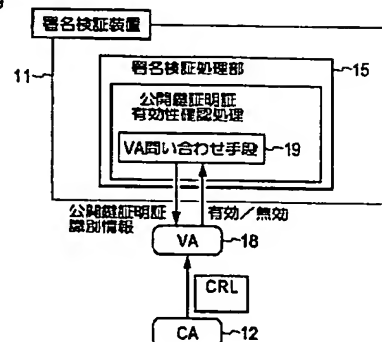 署名検証装置
11
署名検証処理部
15
公開鍵証明証
有効性確認処理
VA問い合わせ手段
19
公開鍵証明証
識別情報
有効／無効
VA
18
CRL
CA
12